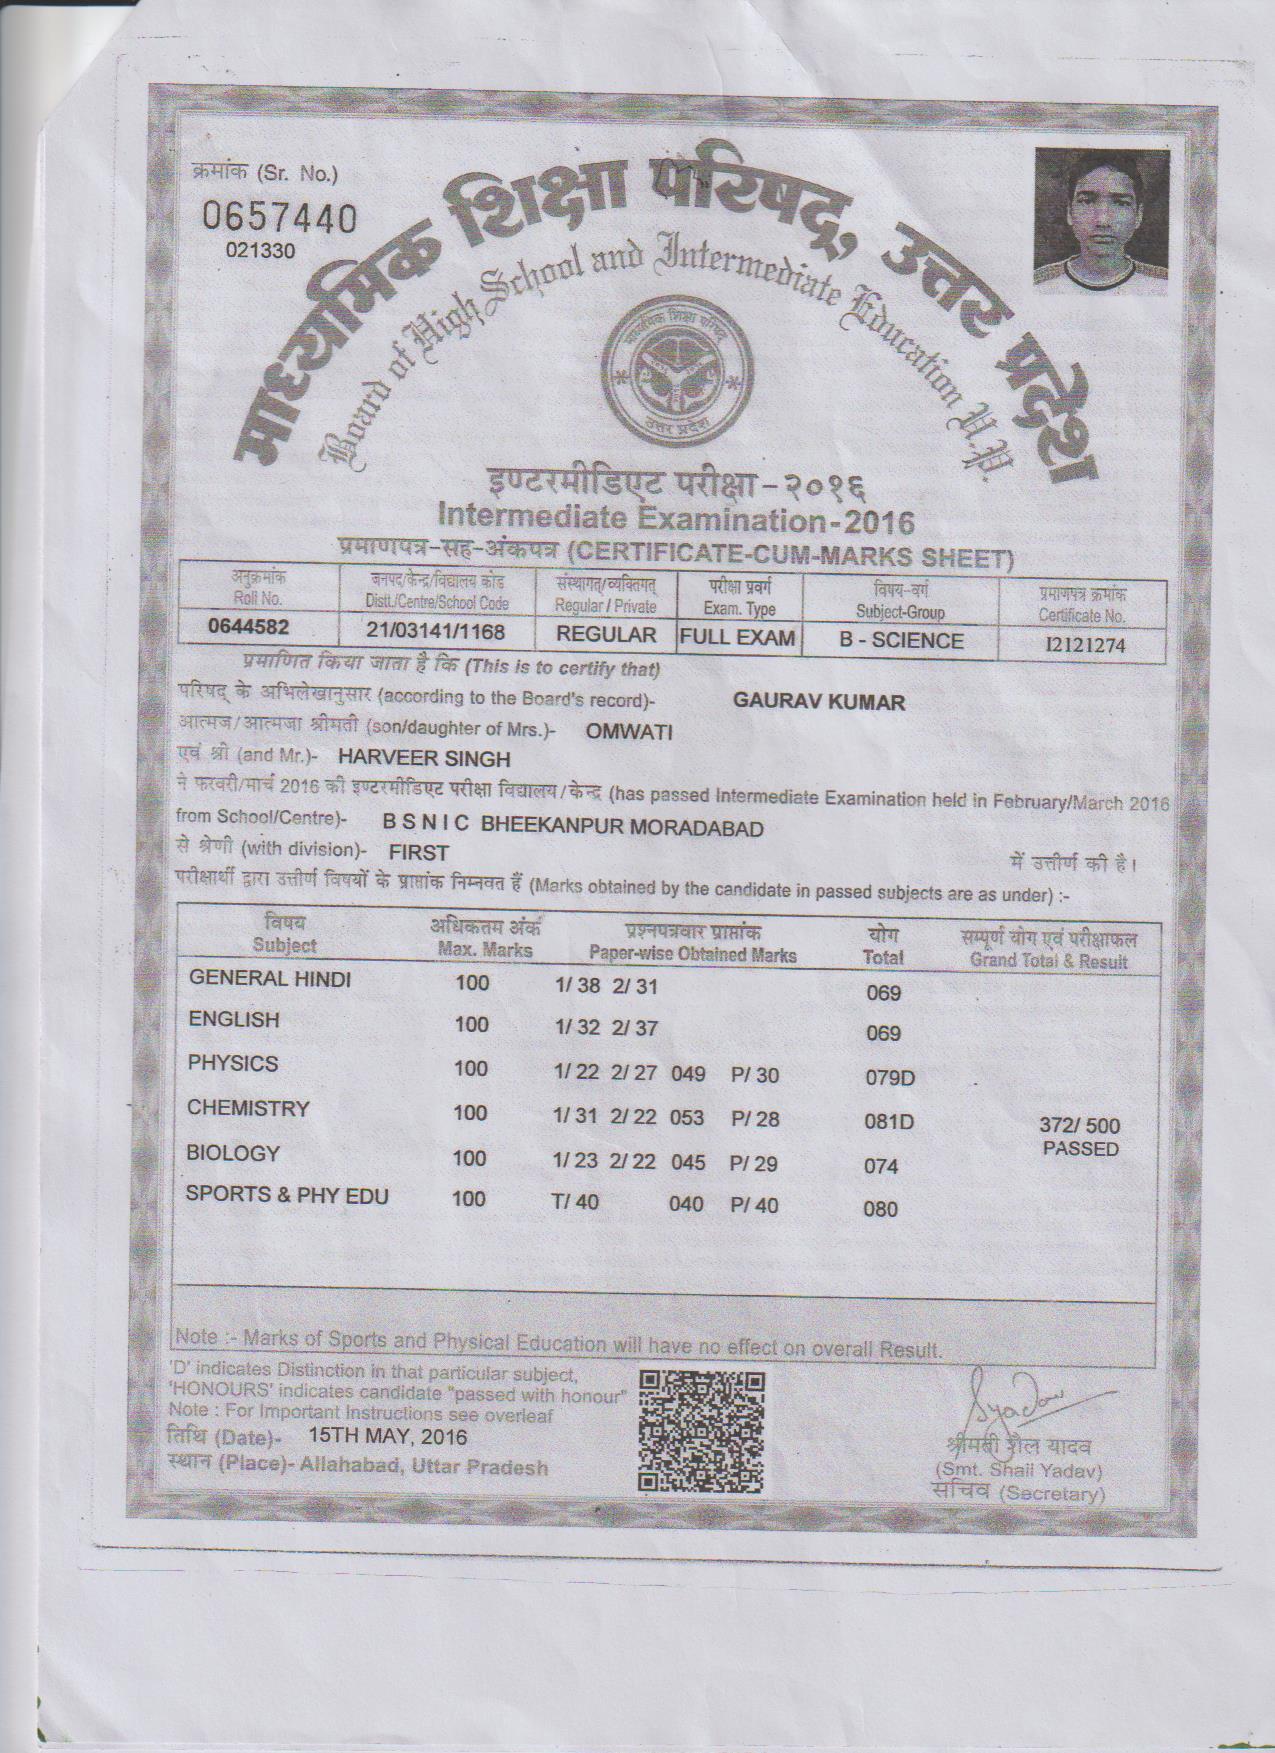 क्रमांक (Sr. No.)
0657440
021330
माध्यमिक शिक्षा परिषद्, उत्तर प्रदेश
Board of High School and Intermediate Education U.P.
माध्यमिक शिक्षा परिषद्
उत्तर प्रदेश
इण्टरमीडिएट परीक्षा – २०१६
Intermediate Examination-2016
प्रमाणपत्र-सह-अंकपत्र (CERTIFICATE-CUM-MARKS SHEET)
अनुक्रमांक जनपद/केन्द्र/विद्यालय कोड संस्थागत्/व्यक्तिगत् परीक्षा प्रवर्ग विषय-वर्ग प्रमाणपत्र क्रमांक
Roll No. Distt./Centre/School Code Regular / Private Exam. Type Subject-Group Certificate No.
0644582 21/03141/1168 REGULAR FULL EXAM B - SCIENCE I2121274
प्रमाणित किया जाता है कि (This is to certify that)
परिषद् के अभिलेखानुसार (according to the Board's record)- GAURAV KUMAR
आत्मज/आत्मजा श्रीमती (son/daughter of Mrs.)- OMWATI
एवं श्री (and Mr.)- HARVEER SINGH
ने फरवरी/मार्च 2016 की इण्टरमीडिएट परीक्षा विद्यालय/केन्द्र (has passed Intermediate Examination held in February/March 2016
from School/Centre)- B S N I C BHEEKANPUR MORADABAD
से श्रेणी (with division)- FIRST में उत्तीर्ण की है।
परीक्षार्थी द्वारा उत्तीर्ण विषयों के प्राप्तांक निम्नवत हैं (Marks obtained by the candidate in passed subjects are as under) :-
विषय अधिकतम अंक प्रश्नपत्रवार प्राप्तांक योग सम्पूर्ण योग एवं परीक्षाफल
Subject Max. Marks Paper-wise Obtained Marks Total Grand Total & Result
GENERAL HINDI 100 1/ 38 2/ 31 069
ENGLISH 100 1/ 32 2/ 37 069
PHYSICS 100 1/ 22 2/ 27 049 P/ 30 079D
CHEMISTRY 100 1/ 31 2/ 22 053 P/ 28 081D 372/ 500
PASSED
BIOLOGY 100 1/ 23 2/ 22 045 P/ 29 074
SPORTS & PHY EDU 100 T/ 40 040 P/ 40 080
Note :- Marks of Sports and Physical Education will have no effect on overall Result.
'D' indicates Distinction in that particular subject,
'HONOURS' indicates candidate "passed with honour"
Note : For Important Instructions see overleaf
तिथि (Date)- 15TH MAY, 2016
स्थान (Place)- Allahabad, Uttar Pradesh
SYadav
श्रीमती शैल यादव
(Smt. Shail Yadav)
सचिव (Secretary)